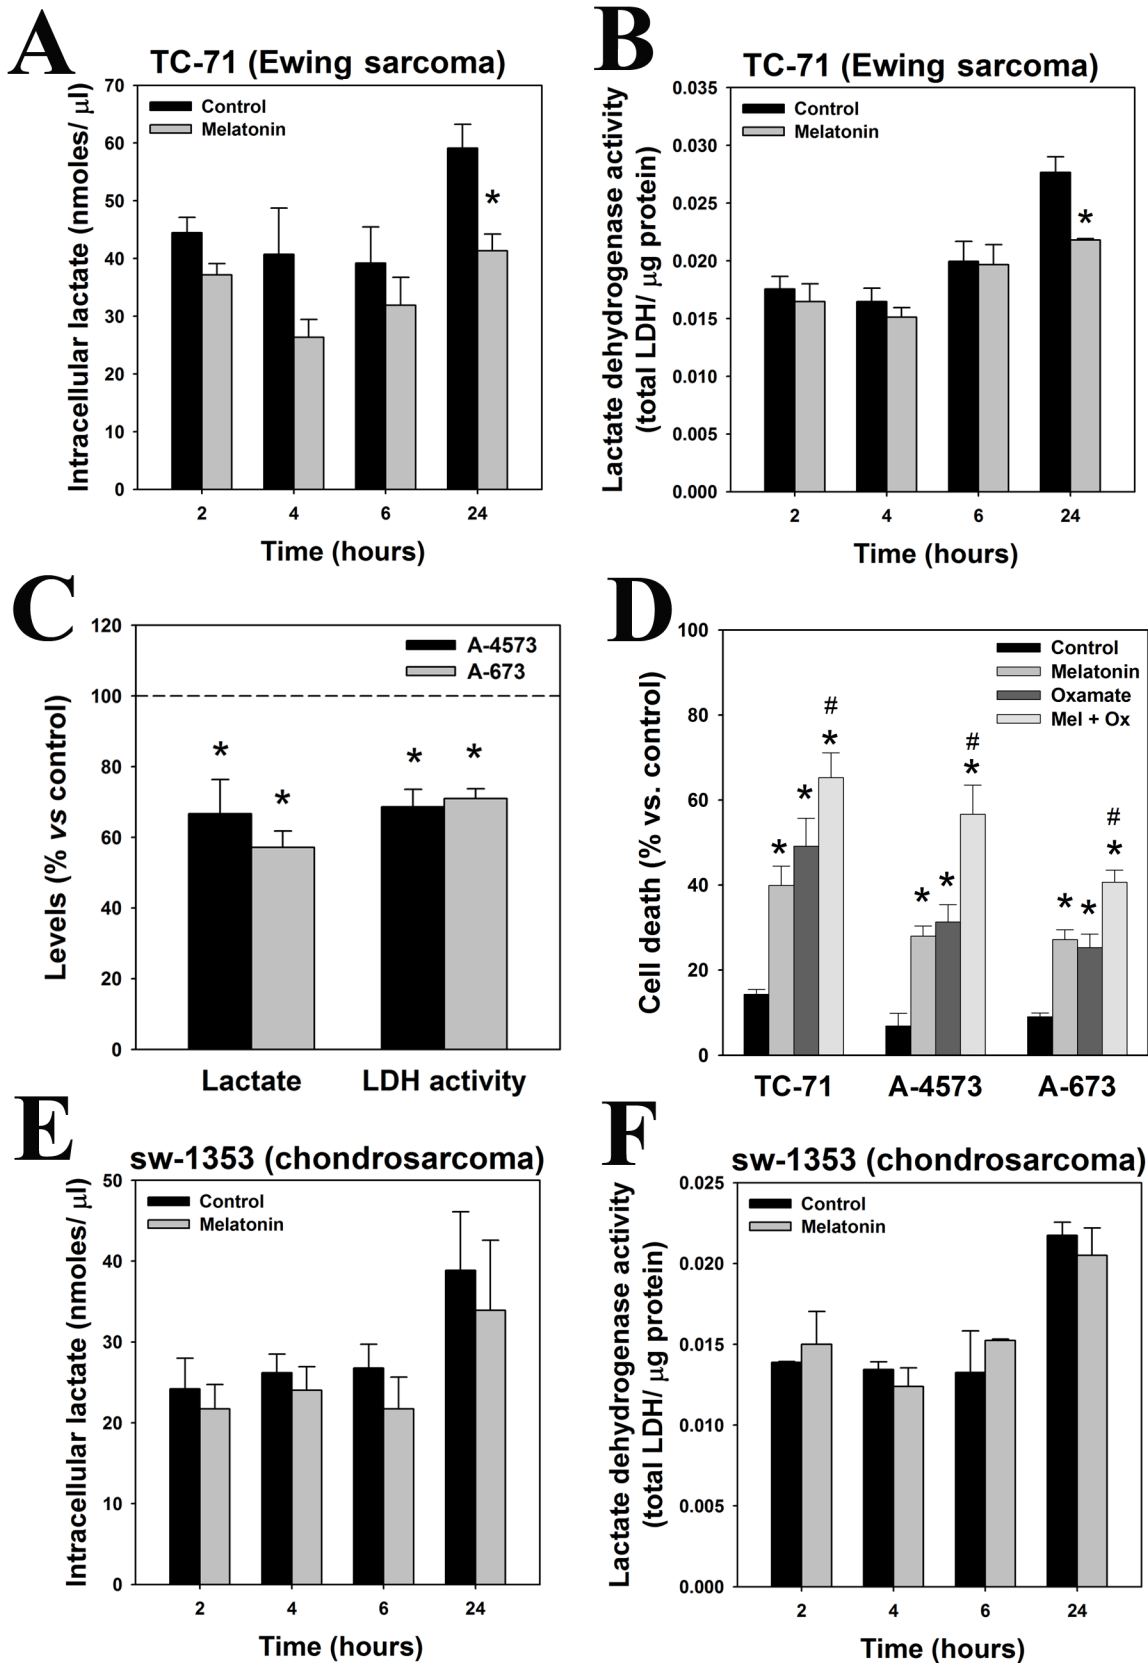 A
TC-71 (Ewing sarcoma)
Intracellular lactate (nmoles/ μl)
70
60
50
40
30
20
10
0
Control
Melatonin
*
2 4 6 24
Time (hours)
B
TC-71 (Ewing sarcoma)
Lactate dehydrogenase activity
(total LDH/ μg protein)
0.035
0.030
0.025
0.020
0.015
0.010
0.005
0.000
Control
Melatonin
*
2 4 6 24
Time (hours)
C
Levels (% vs control)
120
100
80
60
40
20
0
A-4573
A-673
* * * *
Lactate LDH activity
D
Cell death (% vs. control)
100
80
60
40
20
0
Control
Melatonin
Oxamate
Mel + Ox
# # #
* * * * * * * * *
TC-71 A-4573 A-673
E
sw-1353 (chondrosarcoma)
Intracellular lactate (nmoles/ μl)
50
40
30
20
10
0
Control
Melatonin
2 4 6 24
Time (hours)
F
sw-1353 (chondrosarcoma)
Lactate dehydrogenase activity
(total LDH/ μg protein)
0.025
0.020
0.015
0.010
0.005
0.000
Control
Melatonin
2 4 6 24
Time (hours)